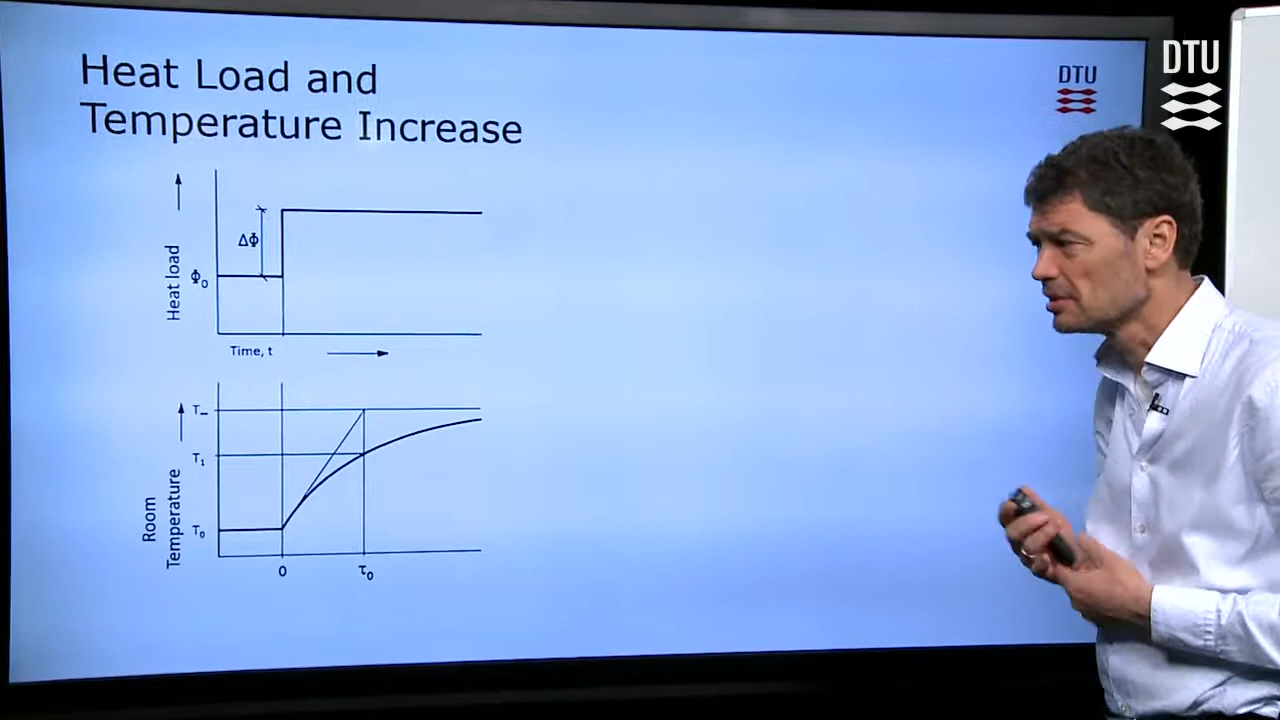 Heat Load and
Temperature Increase
DTU
DTU
ΔΦ
Φ₀
Heat load
Time, t
T₁
T₀
Room
Temperature
0
τ₀